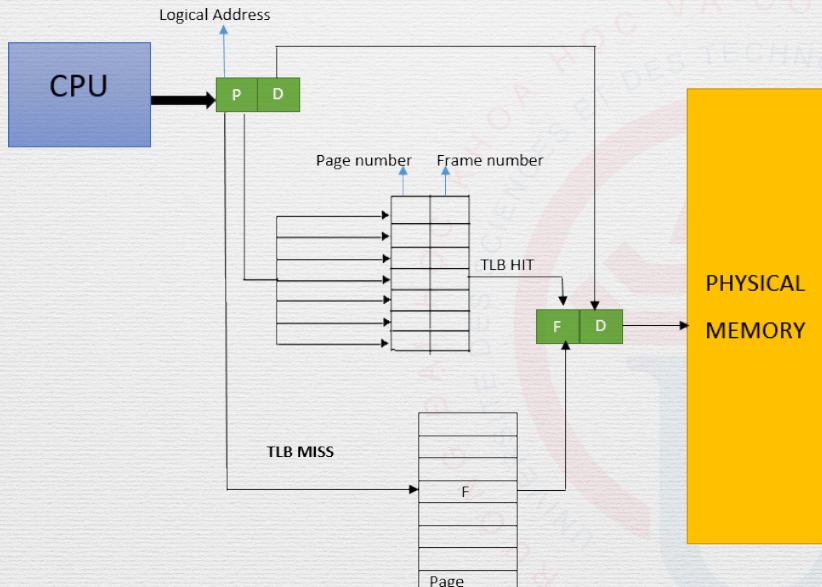 Logical Address
CPU
P D
Page number Frame number
TLB HIT
PHYSICAL
MEMORY
F D
TLB MISS
F
Page